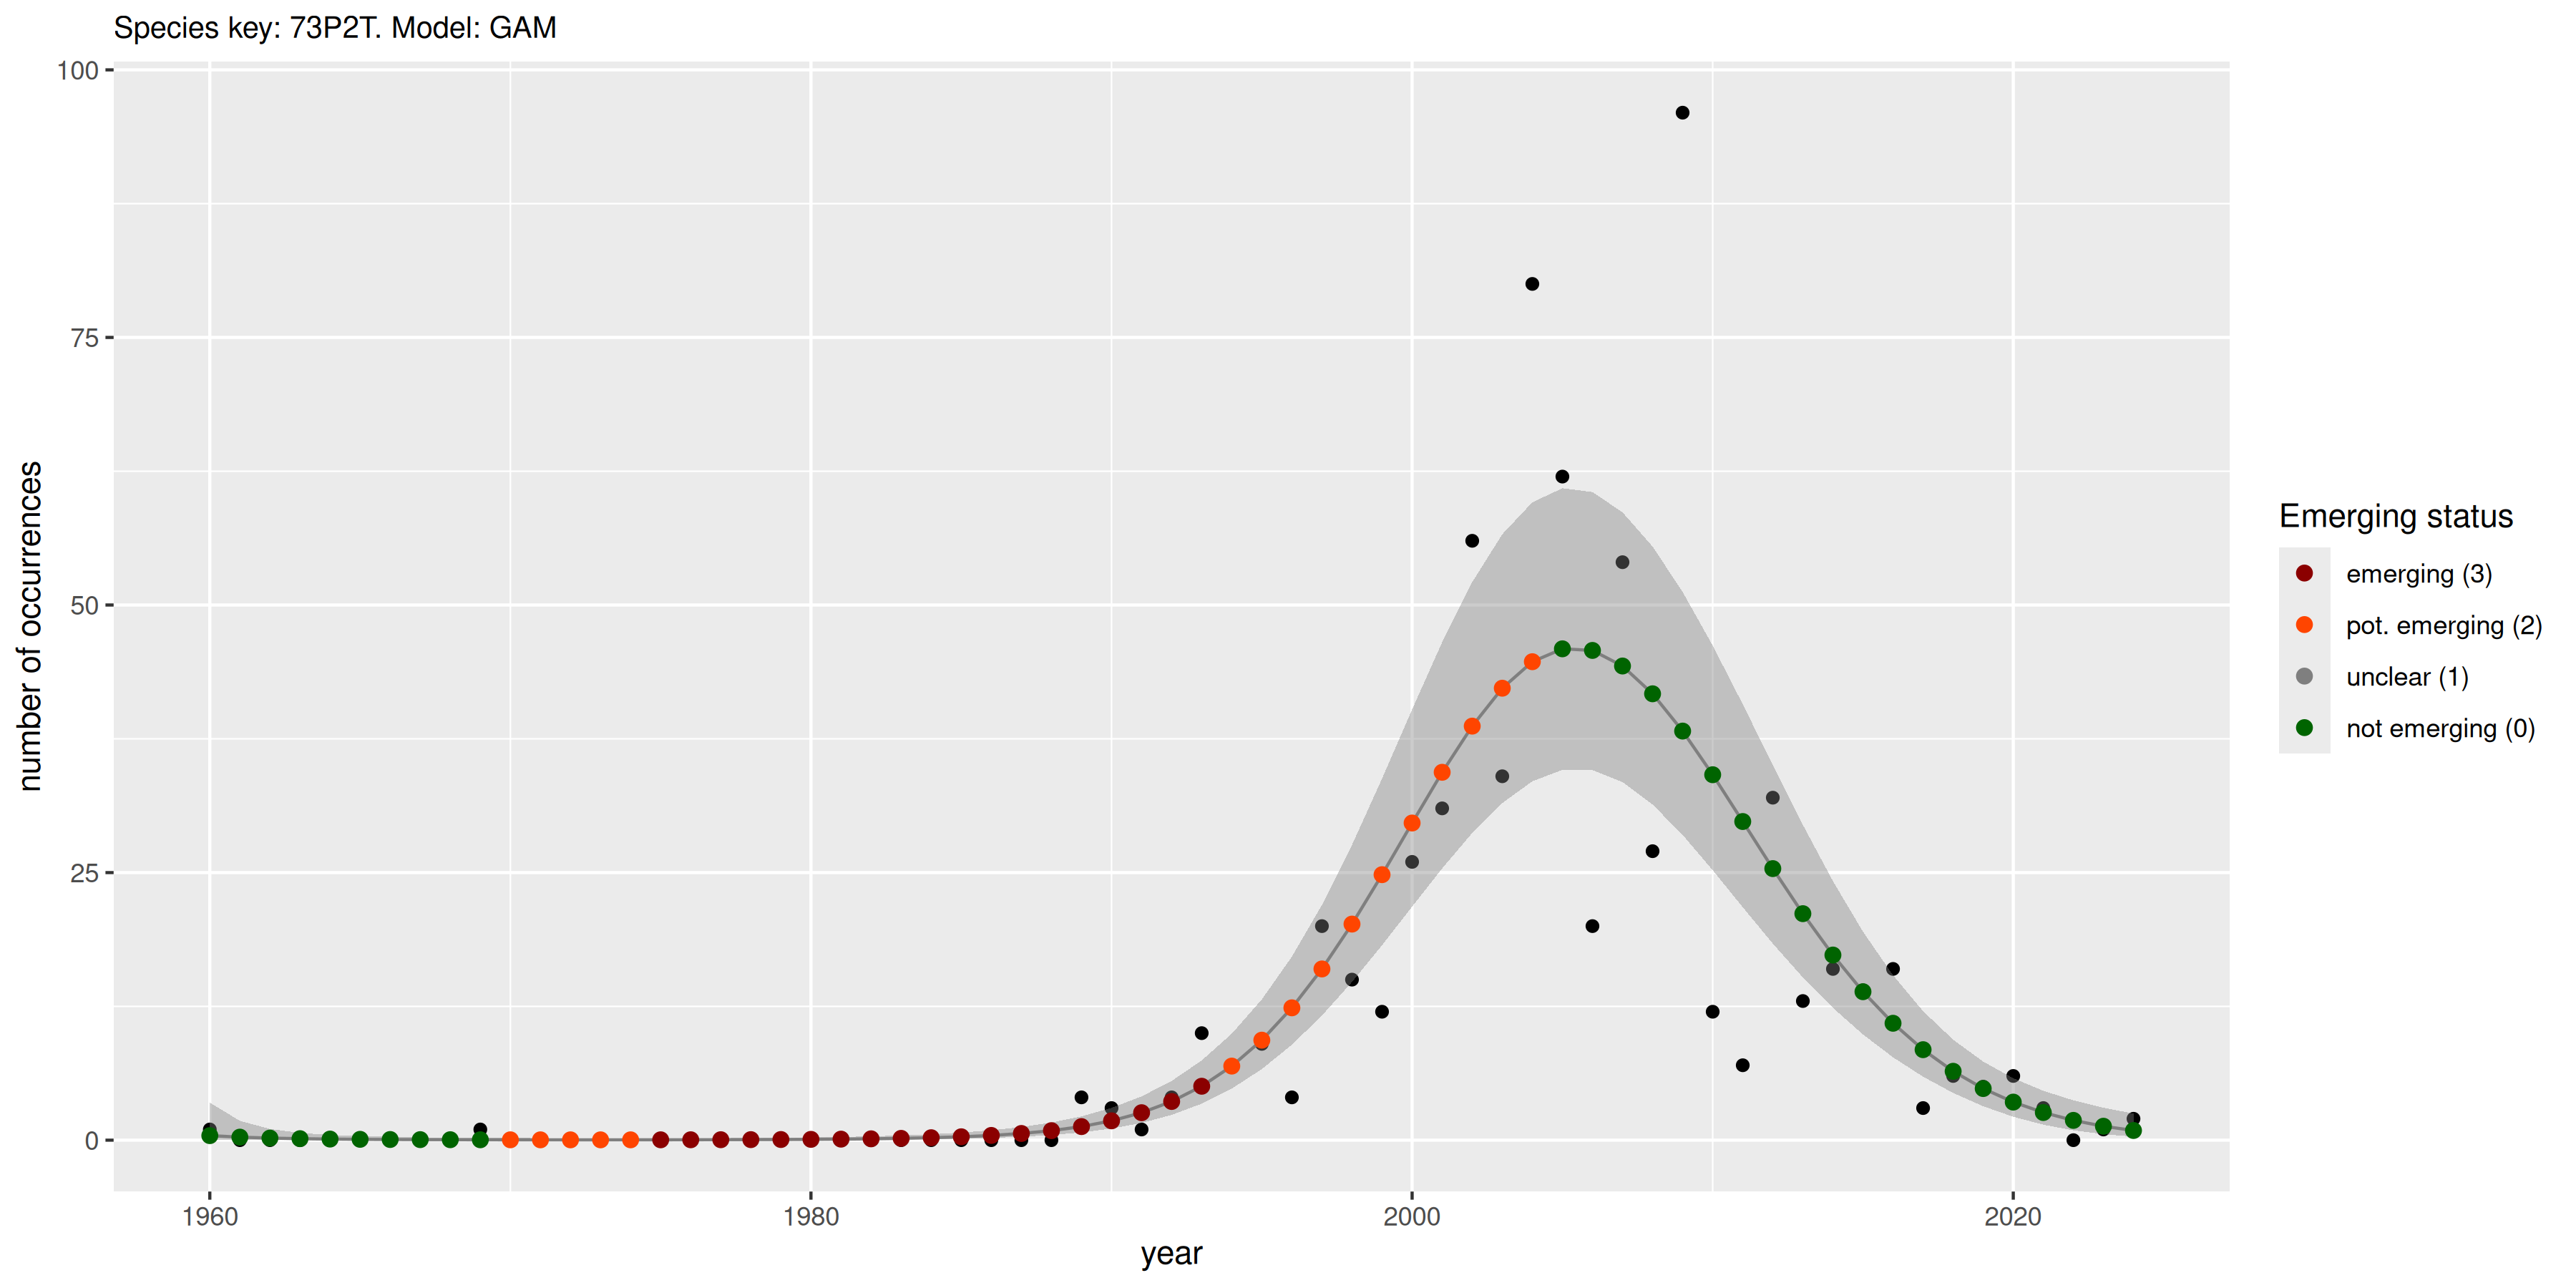 Species key: 73P2T. Model: GAM
100
75
50
25
0
number of occurrences
1960
1980
2000
2020
year
Emerging status
emerging (3)
pot. emerging (2)
unclear (1)
not emerging (0)